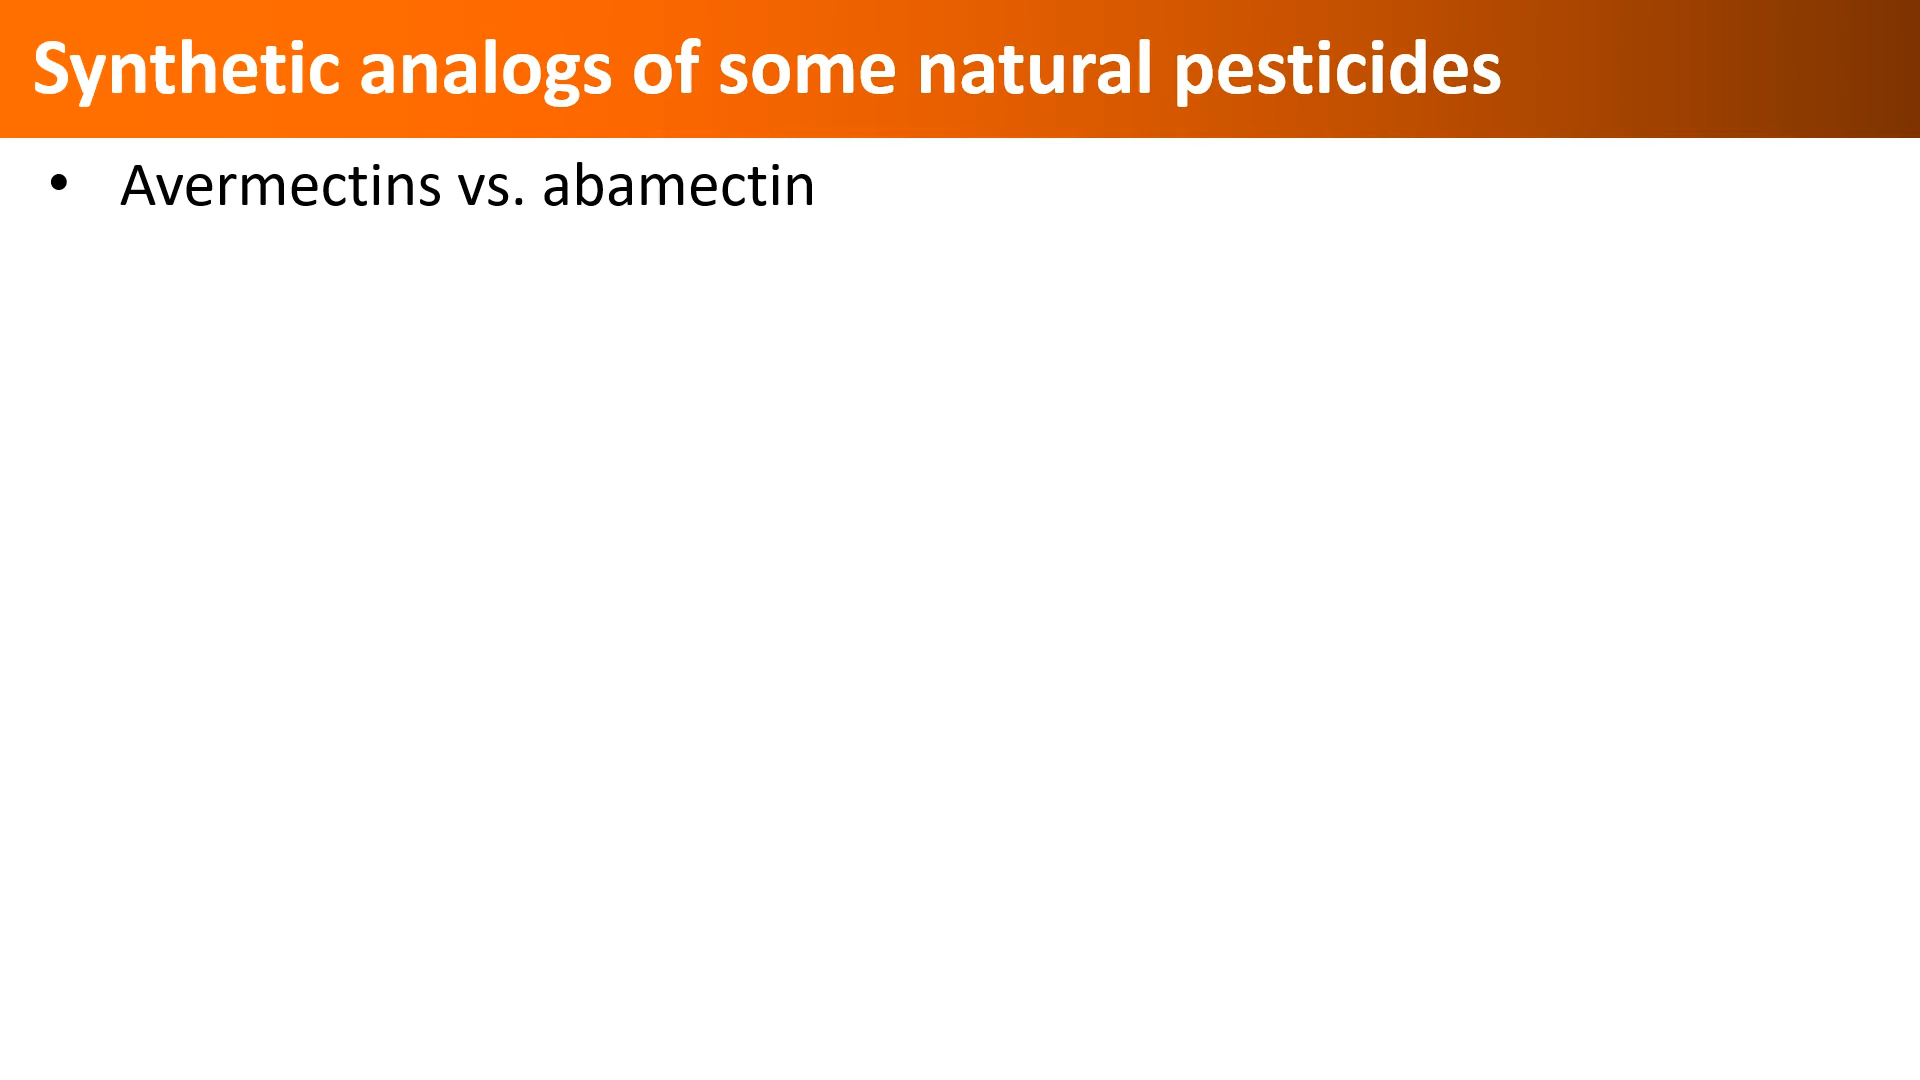 Synthetic analogs of some natural pesticides
• Avermectins vs. abamectin